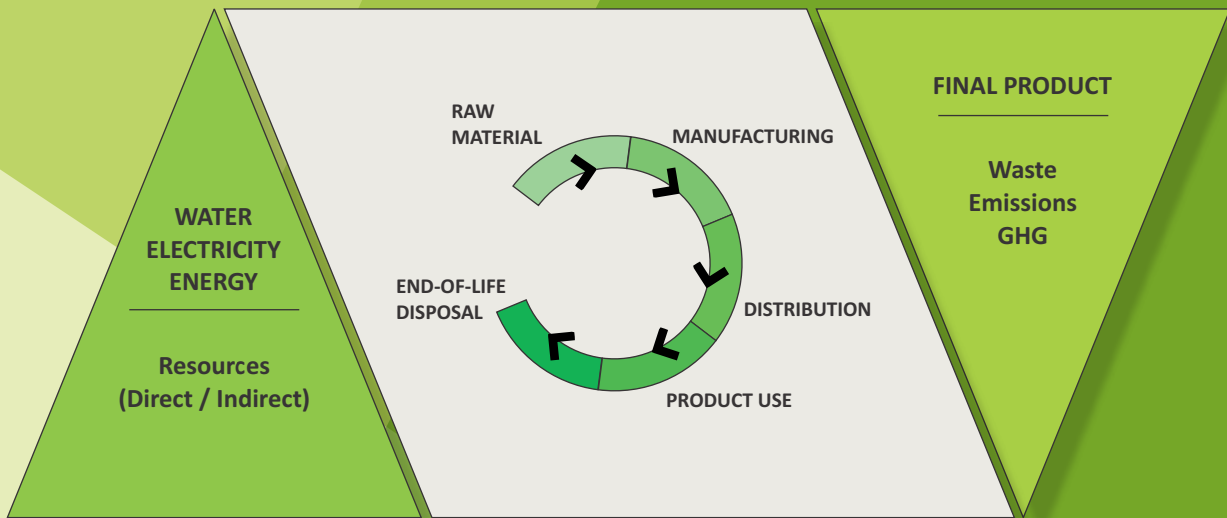 WATER
ELECTRICITY
ENERGY
Resources
(Direct / Indirect)
RAW
MATERIAL
MANUFACTURING
DISTRIBUTION
PRODUCT USE
END-OF-LIFE
DISPOSAL
FINAL PRODUCT
Waste
Emissions
GHG